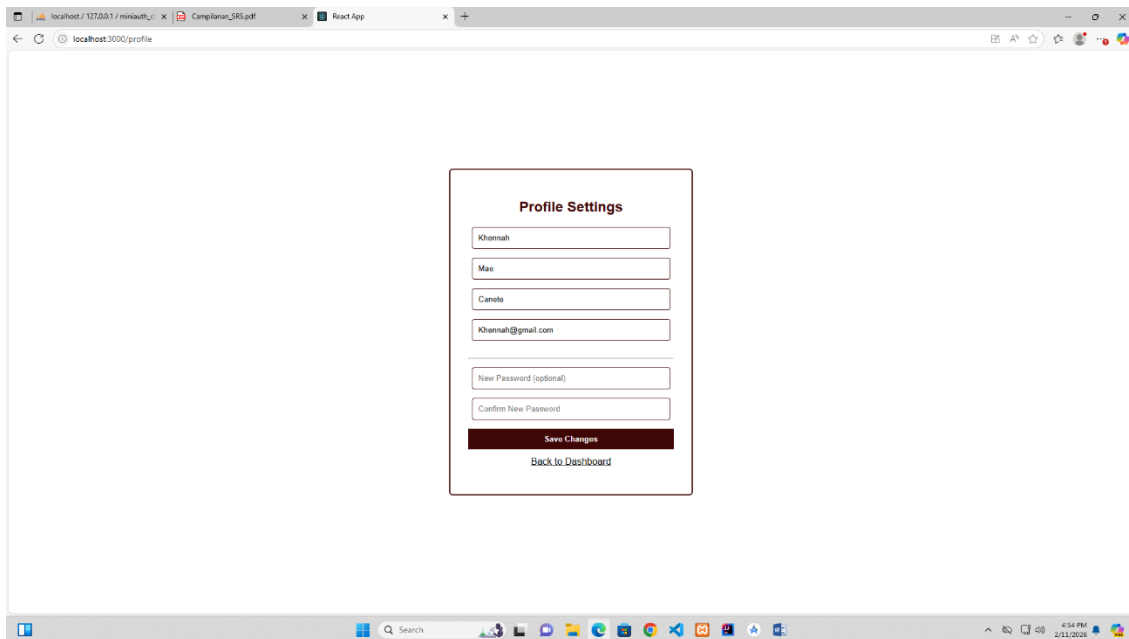 localhost / 127.0.0.1 / miniauth_d
Campilanan_SRS.pdf
React App
localhost:3000/profile
Profile Settings
Khennah
Mae
Canete
Khennah@gmail.com
New Password (optional)
Confirm New Password
Save Changes
Back to Dashboard
Search
4:54 PM
2/11/2026